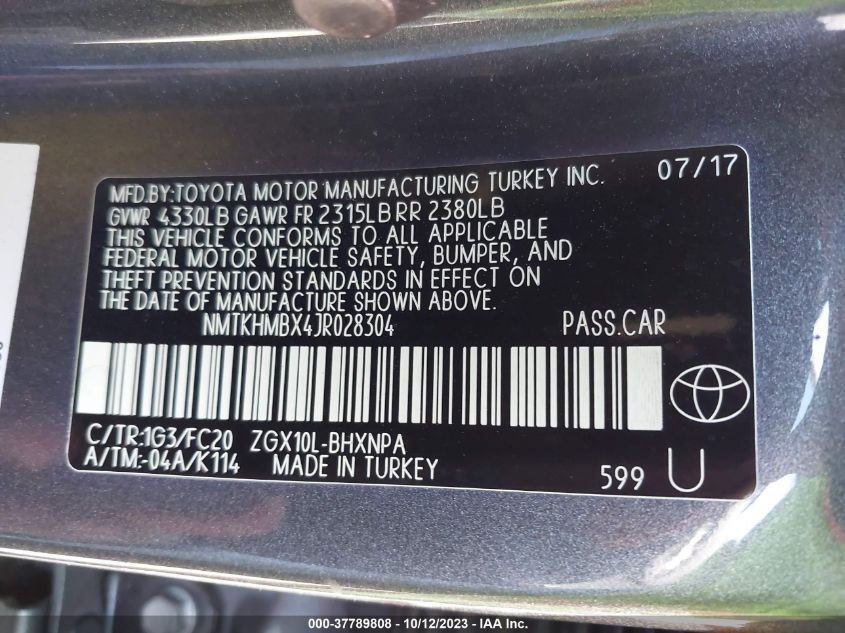 MFD.BY:TOYOTA MOTOR MANUFACTURING TURKEY INC. 07/17
GVWR 4330LB GAWR FR 2315LB RR 2380LB
THIS VEHICLE CONFORMS TO ALL APPLICABLE
FEDERAL MOTOR VEHICLE SAFETY, BUMPER, AND
THEFT PREVENTION STANDARDS IN EFFECT ON
THE DATE OF MANUFACTURE SHOWN ABOVE.
NMTKHMBX4JR028304 PASS.CAR
C/TR:1G3/FC20 ZGX10L-BHXNPA
A/TM:-04A/K114 MADE IN TURKEY 599 U
000-37789808 - 10/12/2023 - IAA Inc.